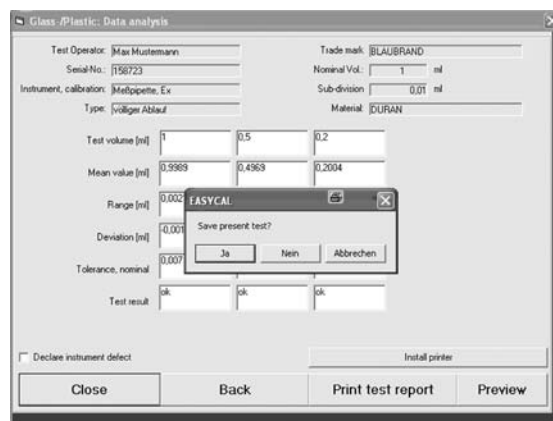 Glass-/Plastic: Data analysis
Test Operator: Max Mustermann
Trade mark: BLAUBRAND
Serial-No.: 158723
Nominal Vol.: 1 ml
Instrument, calibration: Meßpipette, Ex
Sub-division 0,01 ml
Type: völliger Ablauf
Material: DURAN
Test volume [ml] 1 0,5 0,2
Mean value [ml] 0,9989 0,4969 0,2004
Range [ml] 0,002
EASYCAL
Save present test?
Deviation [ml] -0,001
Ja Nein Abbrechen
Tolerance, nominal 0,007
Test result ok ok ok
Declare instrument defect
Install printer
Close Back Print test report Preview